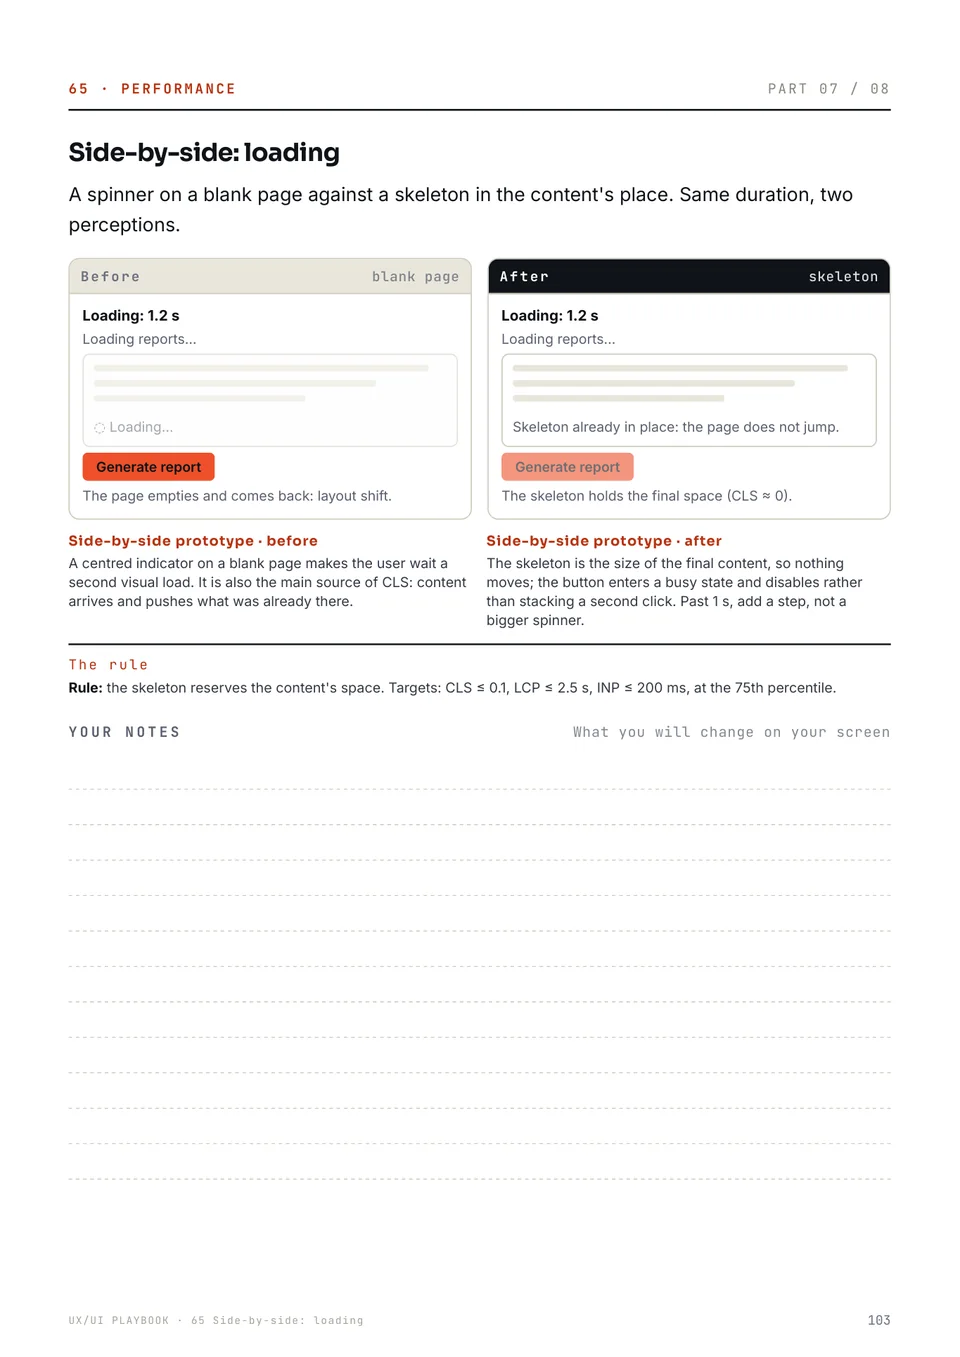 65 · PERFORMANCE
PART 07 / 08
Side-by-side: loading
A spinner on a blank page against a skeleton in the content's place. Same duration, two
perceptions.
Before
blank page
Loading: 1.2 s
Loading reports…
Loading…
Generate report
The page empties and comes back: layout shift.
After
skeleton
Loading: 1.2 s
Loading reports…
Skeleton already in place: the page does not jump.
Generate report
The skeleton holds the final space (CLS ≈ 0).
Side-by-side prototype · before
A centred indicator on a blank page makes the user wait a
second visual load. It is also the main source of CLS: content
arrives and pushes what was already there.
Side-by-side prototype · after
The skeleton is the size of the final content, so nothing
moves; the button enters a busy state and disables rather
than stacking a second click. Past 1 s, add a step, not a
bigger spinner.
The rule
Rule: the skeleton reserves the content's space. Targets: CLS ≤ 0.1, LCP ≤ 2.5 s, INP ≤ 200 ms, at the 75th percentile.
YOUR NOTES
What you will change on your screen
UX/UI PLAYBOOK · 65 Side-by-side: loading
103